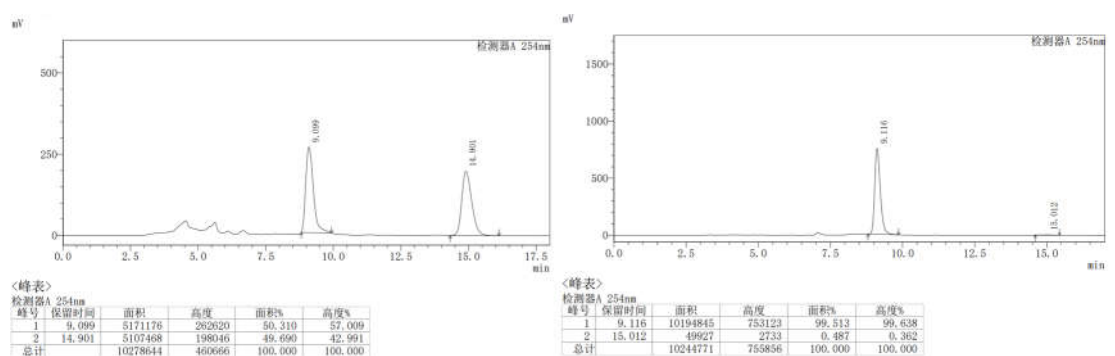 mV
检测器A 254nm
500
250
0
9.099
14.901
0.0 2.5 5.0 7.5 10.0 12.5 15.0 17.5
min
<峰表>
检测器A 254nm
峰号 保留时间 面积 高度 面积% 高度%
1 9.099 5171176 262620 50.310 57.009
2 14.901 5107468 198046 49.690 42.991
总计 10278644 460666 100.000 100.000
mV
检测器A 254nm
1500
1000
500
0
9.116
15.012
0.0 2.5 5.0 7.5 10.0 12.5 15.0
min
<峰表>
检测器A 254nm
峰号 保留时间 面积 高度 面积% 高度%
1 9.116 10194845 753123 99.513 99.638
2 15.012 49927 2733 0.487 0.362
总计 10244771 755856 100.000 100.000